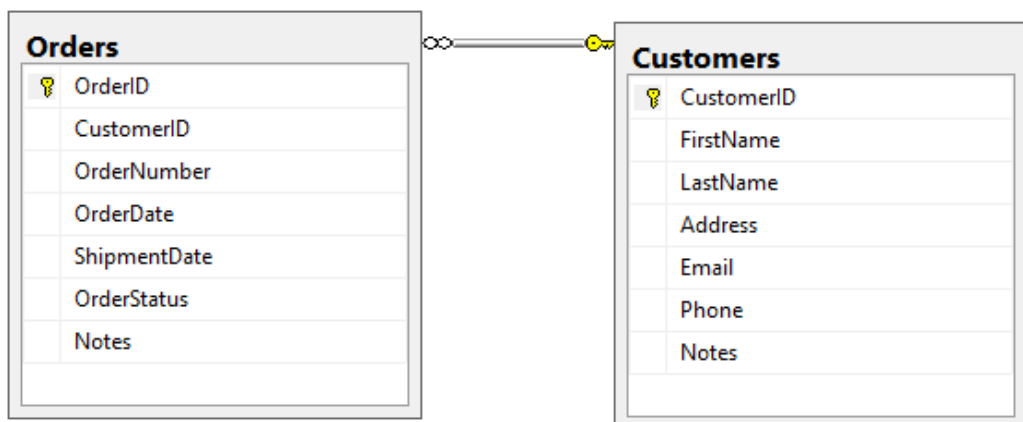 Orders
OrderID
CustomerID
OrderNumber
OrderDate
ShipmentDate
OrderStatus
Notes
Customers
CustomerID
FirstName
LastName
Address
Email
Phone
Notes